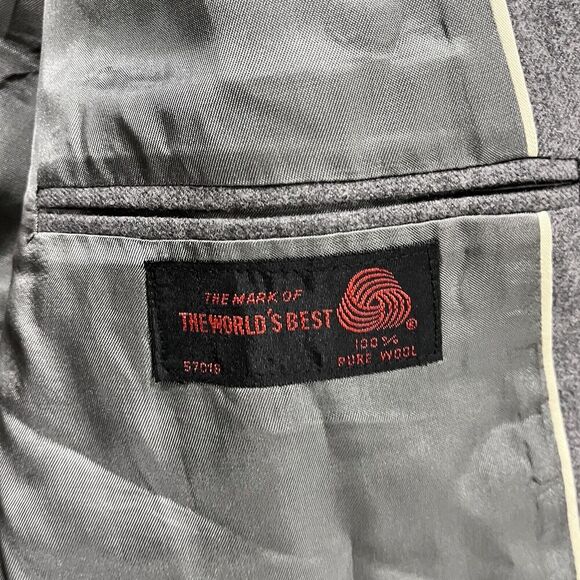 THE MARK OF
THE WORLD'S BEST
®
100%
57018 PURE WOOL